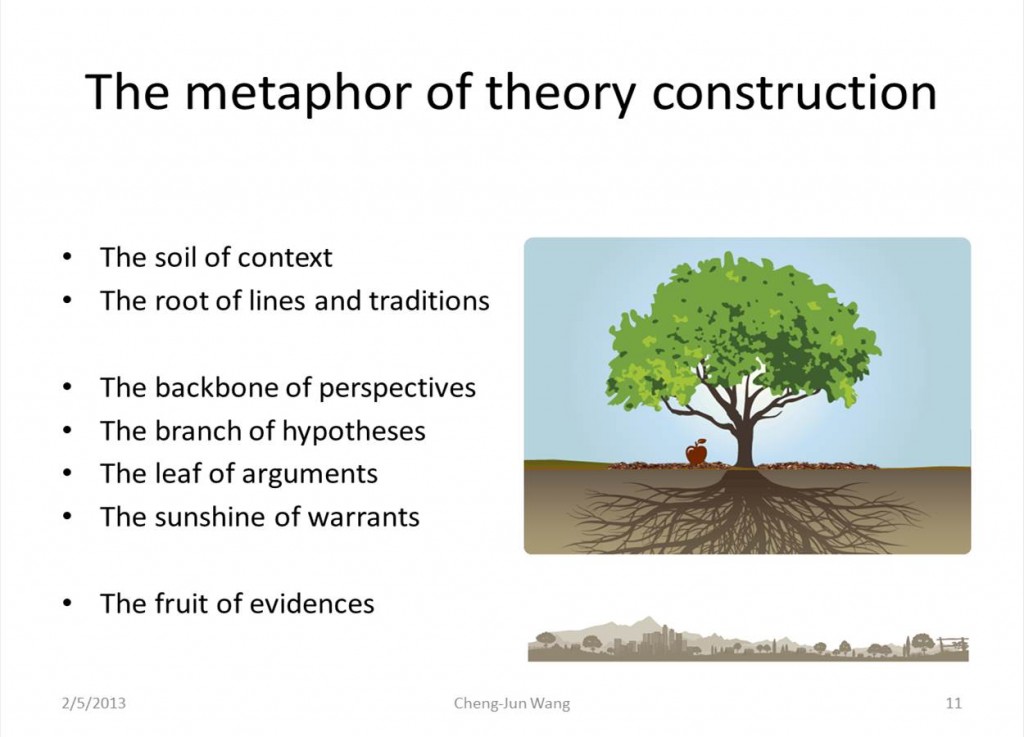 The metaphor of theory construction
• The soil of context
• The root of lines and traditions
• The backbone of perspectives
• The branch of hypotheses
• The leaf of arguments
• The sunshine of warrants
• The fruit of evidences
2/5/2013
Cheng-Jun Wang
11